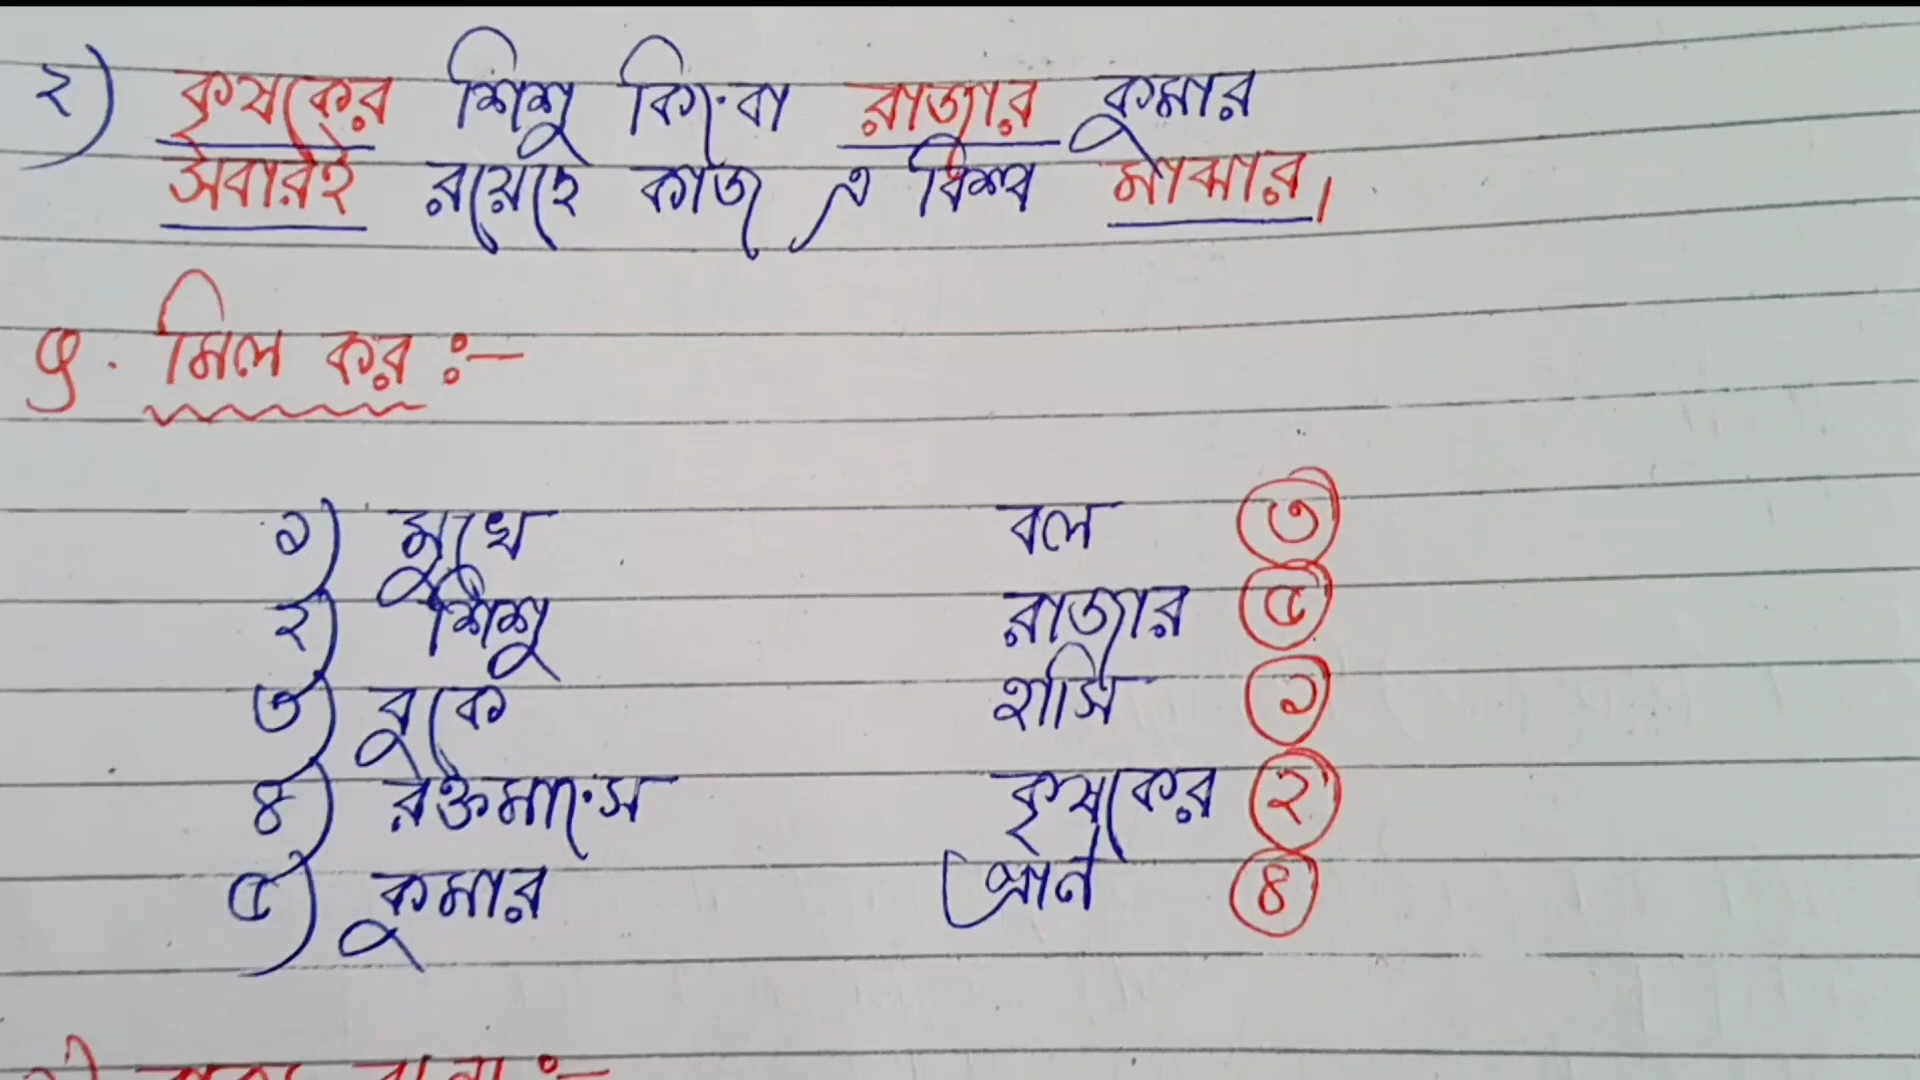 ২) কৃষকের শিশু কিংবা রাজার কুমার
সবারই রয়েছে কাজ এ বিশ্ব মাঝার।
৫. মিল কর :-
১) মুখে বল ৩
২) শিশু রাজার ৫
৩) বুকে হাসি ১
৪) রক্তমাংস কৃষকের ২
৫) কুমার প্রান ৪